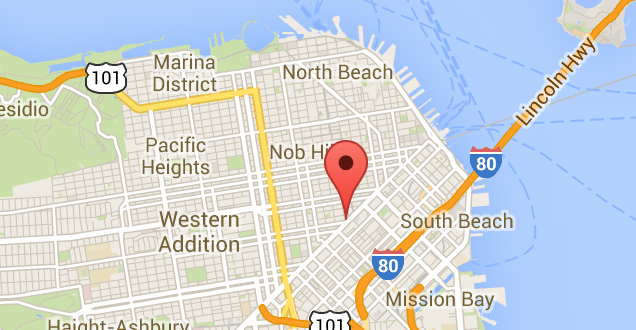 101
Marina
District
North Beach
Lincoln Hwy
esidio
Pacific
Heights
Nob Hi
80
Western
Addition
South Beach
80
Mission Bay
Haight-Ashbury
101